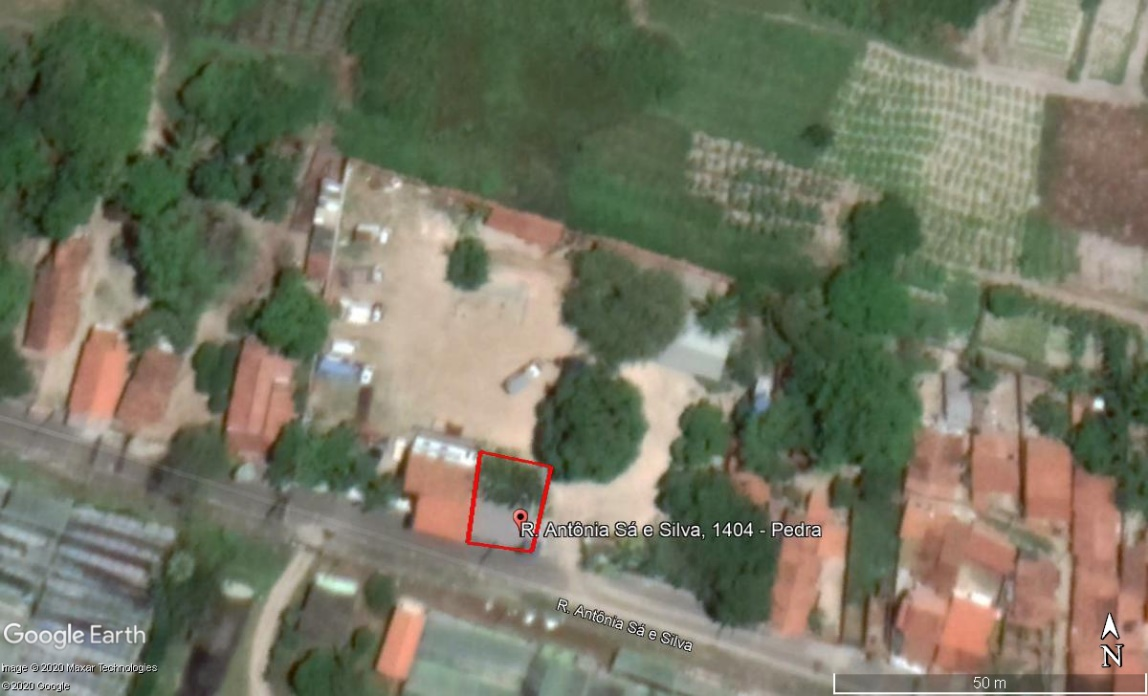 R. Antônia Sá e Silva, 1404 - Pedra
R. Antônia Sá e Silva
Google Earth
N
Image © 2020 Maxar Technologies
© 2020 Google
50 m